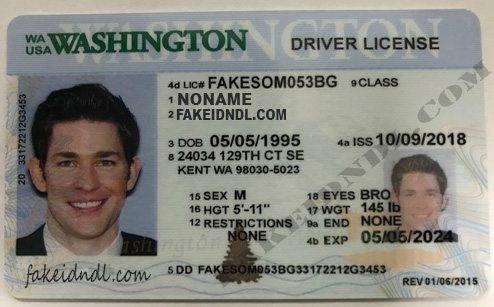 WA USA WASHINGTON DRIVER LICENSE
4d LIC# FAKESOM053BG 9 CLASS
1 NONAME
2 FAKEIDNDL.COM
3 DOB 05/05/1995 4a ISS 10/09/2018
8 24034 129TH CT SE
KENT WA 98030-5023
15 SEX M 18 EYES BRO
16 HGT 5'-11" 17 WGT 145 lb
12 RESTRICTIONS 9a END NONE
NONE
4b EXP 05/05/2024
5 DD FAKESOM053BG33172212G3453
REV 01/06/2015
20 33172212G3453
fakeidndl.com
WASHINGTON
Washington
FAKEIDNDL.COM